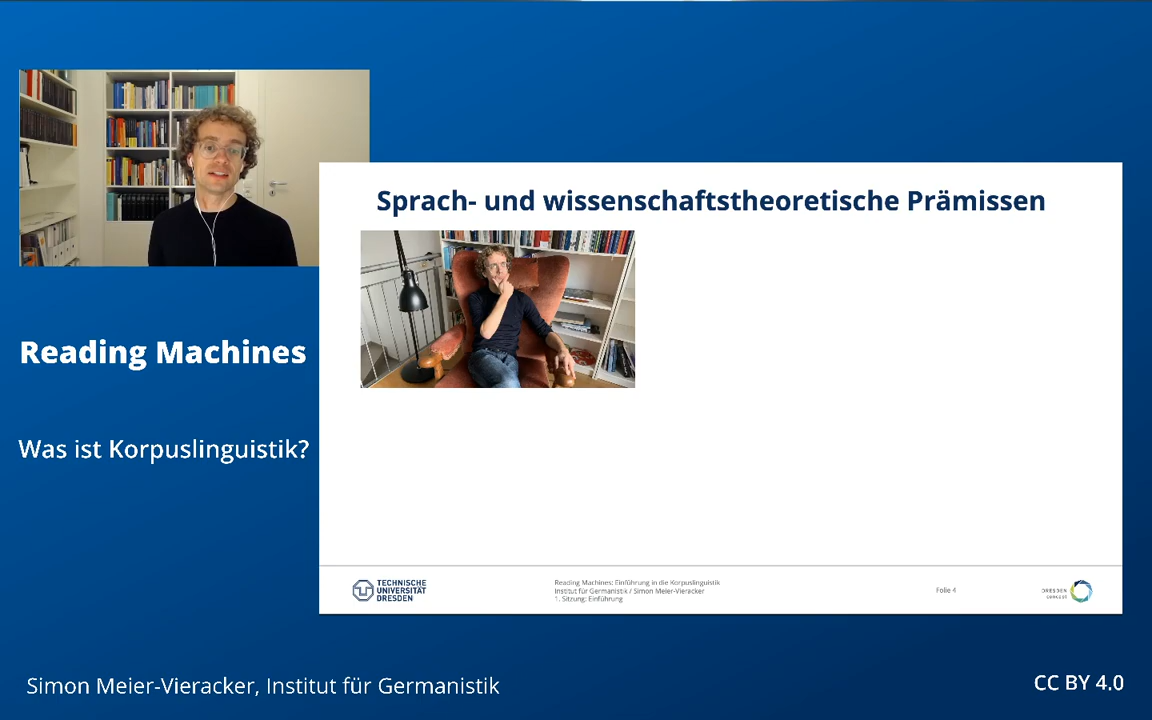 Sprach- und wissenschaftstheoretische Prämissen
Reading Machines
Was ist Korpuslinguistik?
TECHNISCHE
UNIVERSITÄT
DRESDEN
Reading Machines: Einführung in die Korpuslinguistik
Institut für Germanistik / Simon Meier-Vieracker
1. Sitzung: Einführung
Folie 4
DRESDEN
concept
Simon Meier-Vieracker, Institut für Germanistik
CC BY 4.0